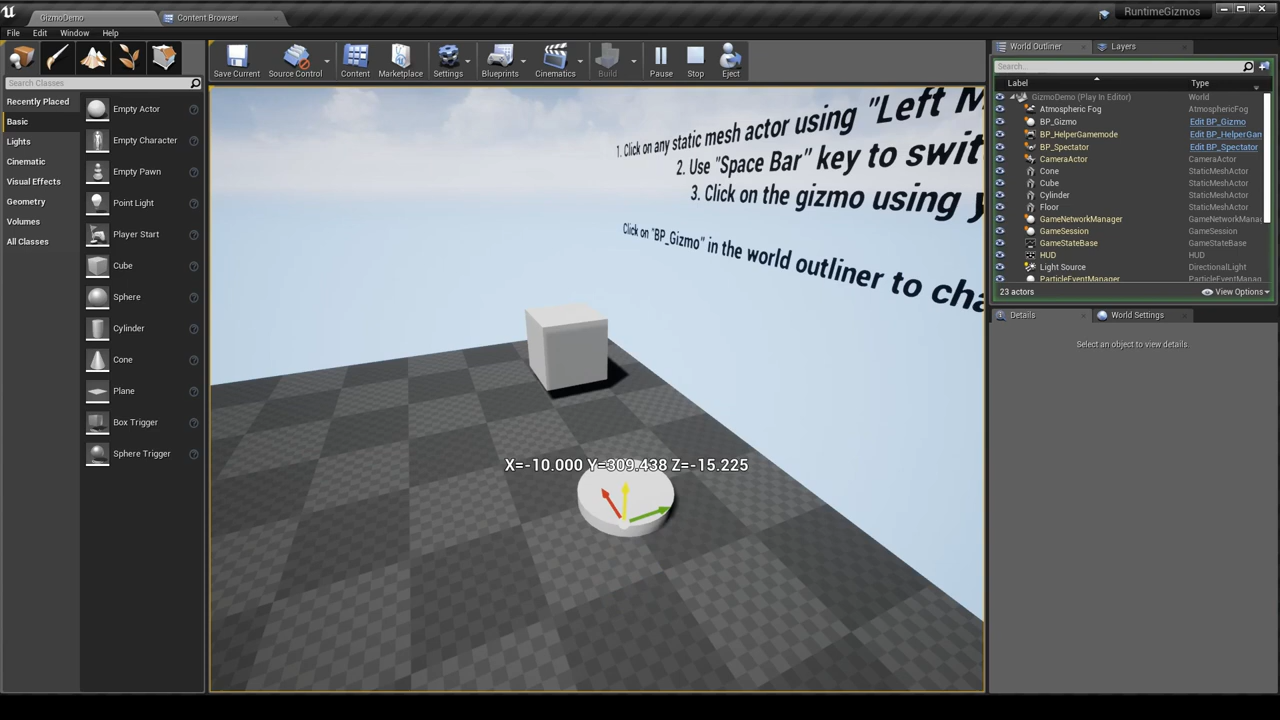 GizmoDemo
Content Browser
RuntimeGizmos
File Edit Window Help
Save Current
Source Control
Content
Marketplace
Settings
Blueprints
Cinematics
Build
Pause
Stop
Eject
Search Classes
Recently Placed
Basic
Lights
Cinematic
Visual Effects
Geometry
Volumes
All Classes
Empty Actor
Empty Character
Empty Pawn
Point Light
Player Start
Cube
Sphere
Cylinder
Cone
Plane
Box Trigger
Sphere Trigger
1. Click on any static mesh actor using "Left M
2. Use "Space Bar" key to swit
3. Click on the gizmo using y
Click on "BP_Gizmo" in the world outliner to cha
X=-10.000 Y=309.438 Z=-15.225
World Outliner
Layers
Search...
Label Type
GizmoDemo (Play In Editor) World
Atmospheric Fog AtmosphericFog
BP_Gizmo Edit BP_Gizmo
BP_HelperGamemode Edit BP_HelperGan
BP_Spectator Edit BP_Spectator
CameraActor CameraActor
Cone StaticMeshActor
Cube StaticMeshActor
Cylinder StaticMeshActor
Floor StaticMeshActor
GameNetworkManager GameNetworkManag
GameSession GameSession
GameStateBase GameStateBase
HUD HUD
Light Source DirectionalLight
ParticleEventManager ParticleEventManag
23 actors View Options
Details
World Settings
Select an object to view details.